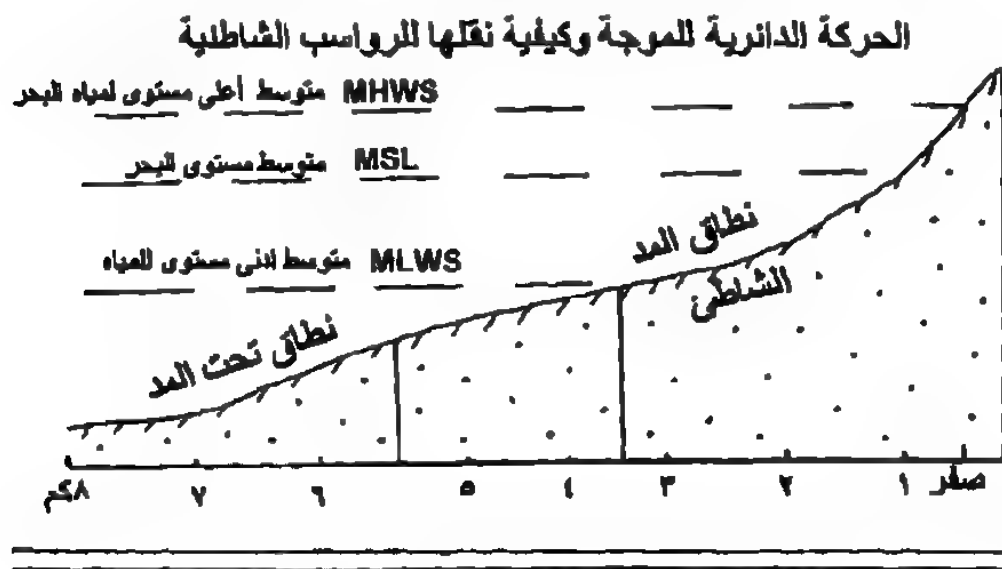 الحركة الدائرية للموجة وكيفية نقلها للرواسب الشاطئية
MHWS متوسط أعلى مستوى لمياه البحر
MSL متوسط مستوى البحر
نطاق المد
MLWS متوسط ادنى مستوى للمياه
الشاطئ
نطاق تحت المد
صفر ١ ٢ ٣ ٤ ٥ ٦ ٧ ٨كم